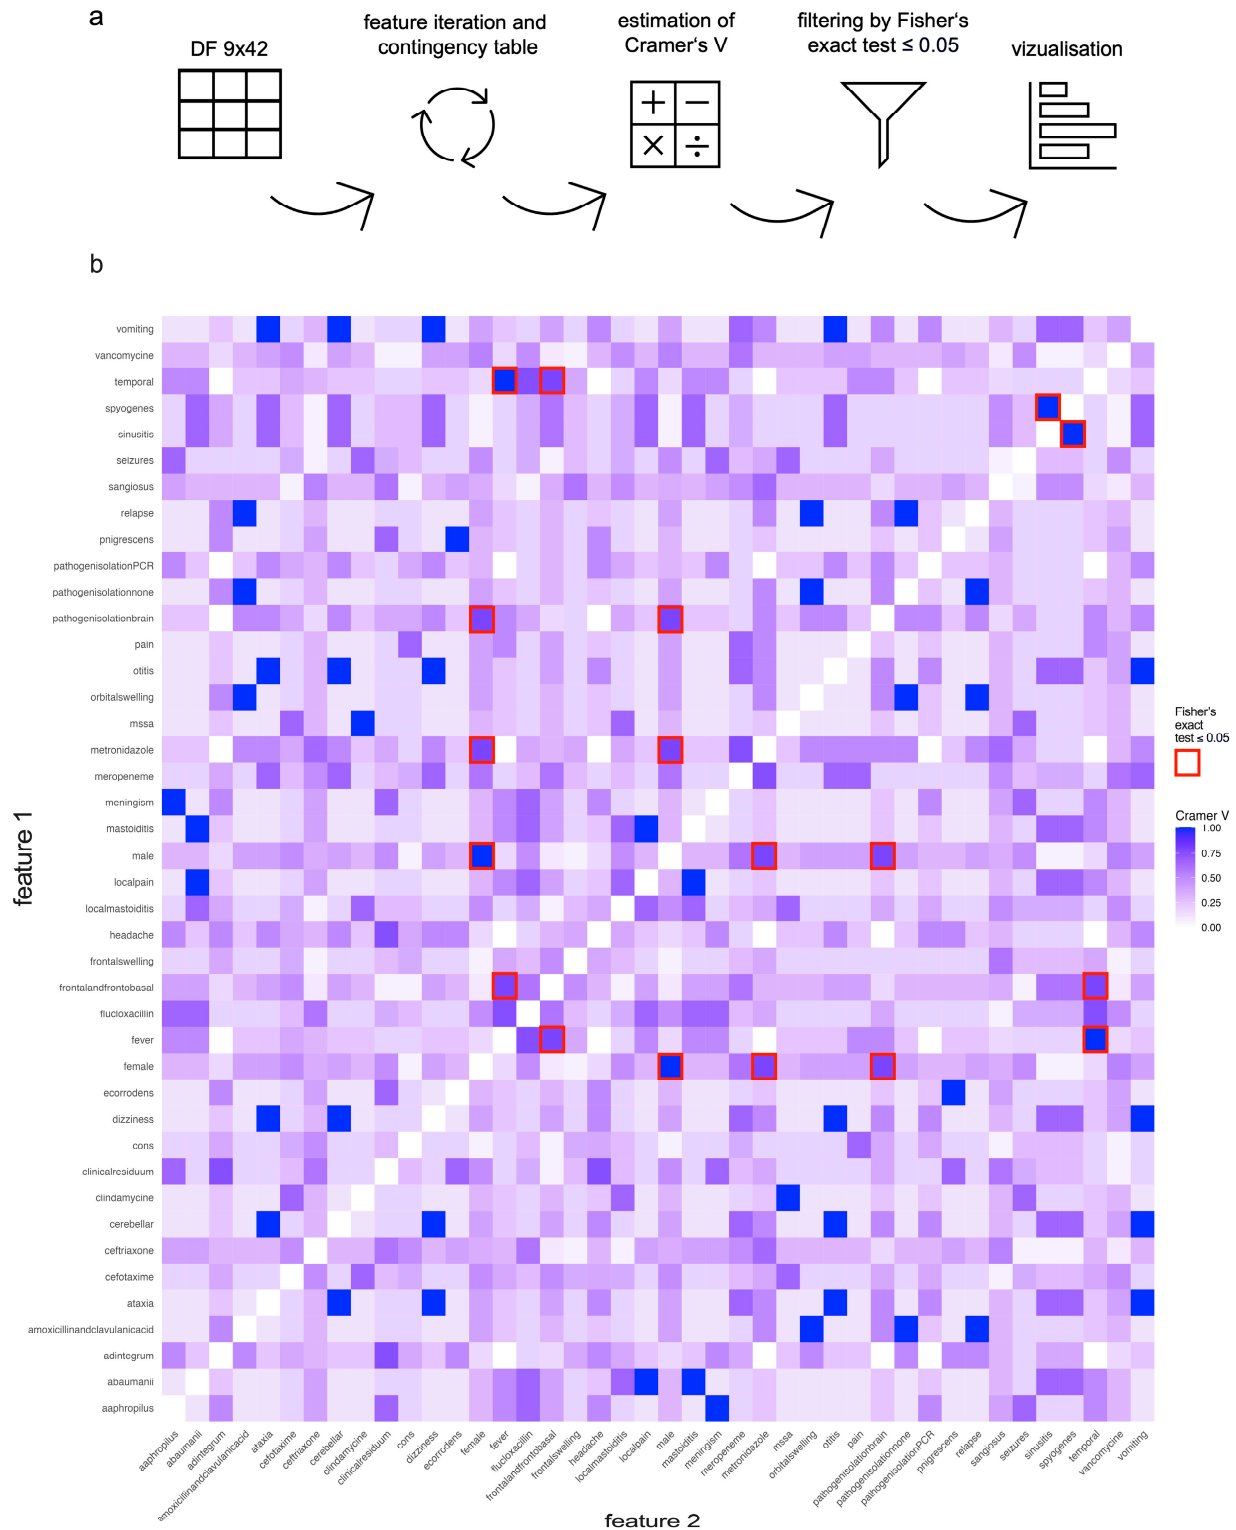 a
DF 9x42
feature iteration and
contingency table
estimation of
Cramer‘s V
filtering by Fisher‘s
exact test ≤ 0.05
vizualisation
b
feature 1
vomiting
vancomycine
temporal
spyogenes
sinusitis
seizures
sangiosus
relapse
pnigrescens
pathogenisolationPCR
pathogenisolationnone
pathogenisolationbrain
pain
otitis
orbitalswelling
mssa
metronidazole
meropeneme
meningism
mastoiditis
male
localpain
localmastoiditis
headache
frontalswelling
frontalandfrontobasal
flucloxacillin
fever
female
ecorrodens
dizziness
cons
clinicalresiduum
clindamycine
cerebellar
ceftriaxone
cefotaxime
ataxia
amoxicillinandclavulanicacid
adintegrum
abaumanii
aaphropilus
Fisher's
exact
test ≤ 0.05
Cramer V
1.00
0.75
0.50
0.25
0.00
aaphropilus
abaumanii
adintegrum
amoxicillinandclavulanicacid
ataxia
cefotaxime
ceftriaxone
cerebellar
clindamycine
clinicalresiduum
cons
dizziness
ecorrodens
female
fever
flucloxacillin
frontalandfrontobasal
frontalswelling
headache
localmastoiditis
localpain
male
mastoiditis
meningism
meropeneme
metronidazole
mssa
orbitalswelling
otitis
pain
pathogenisolationbrain
pathogenisolationnone
pathogenisolationPCR
pnigrescens
relapse
sangiosus
seizures
sinusitis
spyogenes
temporal
vancomycine
vomiting
feature 2